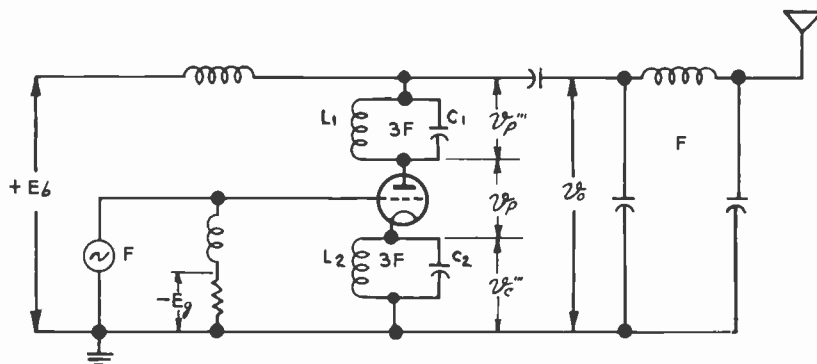 L₁ 3F C₁ 𝓋ₚ‴
+ Eb 𝓋ₚ 𝓋ₒ F
F -Eg L₂ 3F C₂ 𝓋c‴